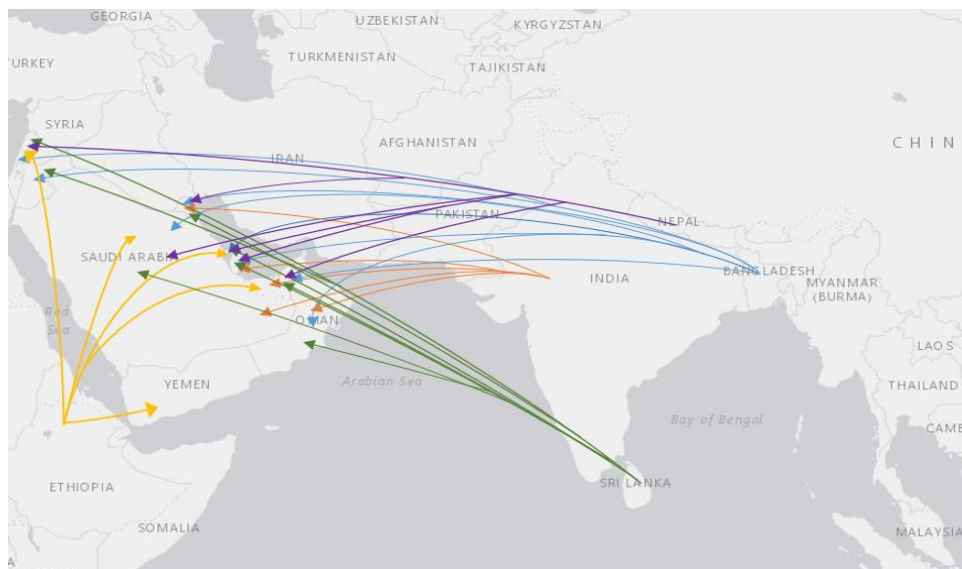 GEORGIA
UZBEKISTAN
KYRGYZSTAN
URKEY
TURKMENISTAN
TAJIKISTAN
SYRIA
AFGHANISTAN
CHIN
IRAN
PAKISTAN
NEPAL
SAUDI ARABI
INDIA
BANGLADESH
MYANMAR
(BURMA)
Red
Sea
OMAN
LAOS
YEMEN
Arabian Sea
THAILAND
Bay of Bengal
CAMB
ETHIOPIA
SRI LANKA
SOMALIA
MALAYSIA
A